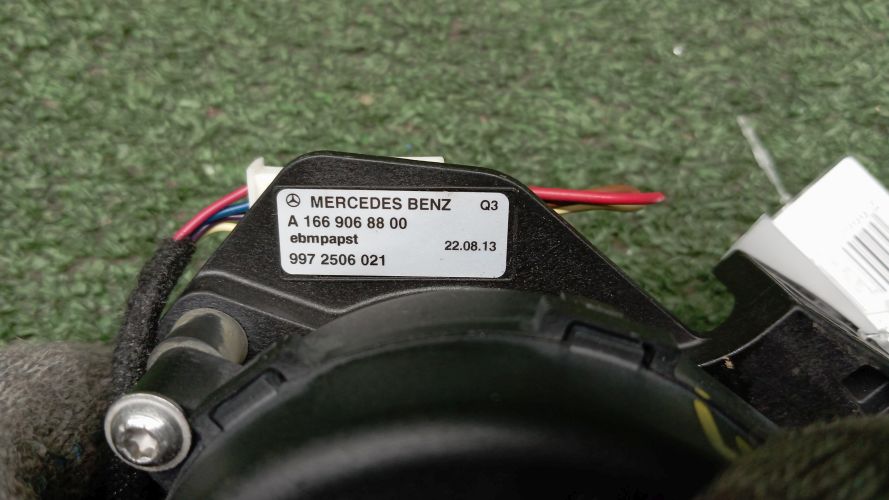 MERCEDES BENZ Q3
A 166 906 88 00
ebmpapst 22.08.13
997 2506 021